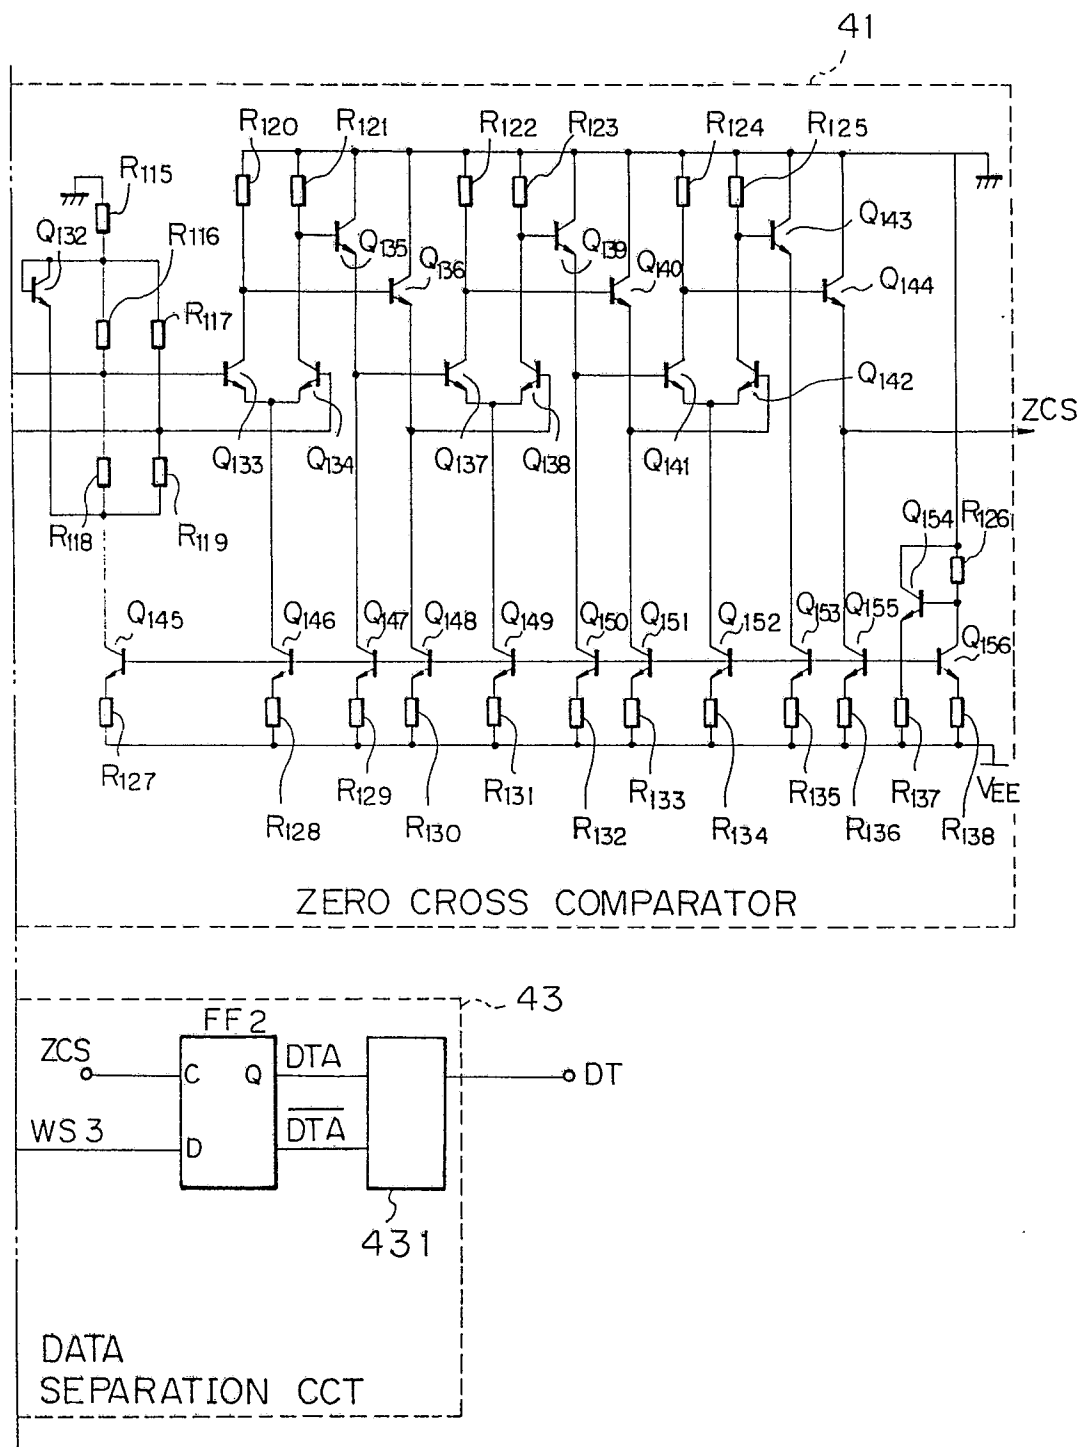 41
R120
R121
R122
R123
R124
R125
R115
Q132
R116
Q135
Q136
Q139
Q140
Q143
Q144
R117
Q142
ZCS
Q133
Q134
Q137
Q138
Q141
R118
R119
Q154
R126
Q145
Q146
Q147
Q148
Q149
Q150
Q151
Q152
Q153
Q155
Q156
R127
R128
R129
R130
R131
R132
R133
R134
R135
R136
R137
VEE
R138
ZERO CROSS COMPARATOR
43
FF2
ZCS
C
Q
DTA
DT
WS3
D
DTA
431
DATA
SEPARATION CCT